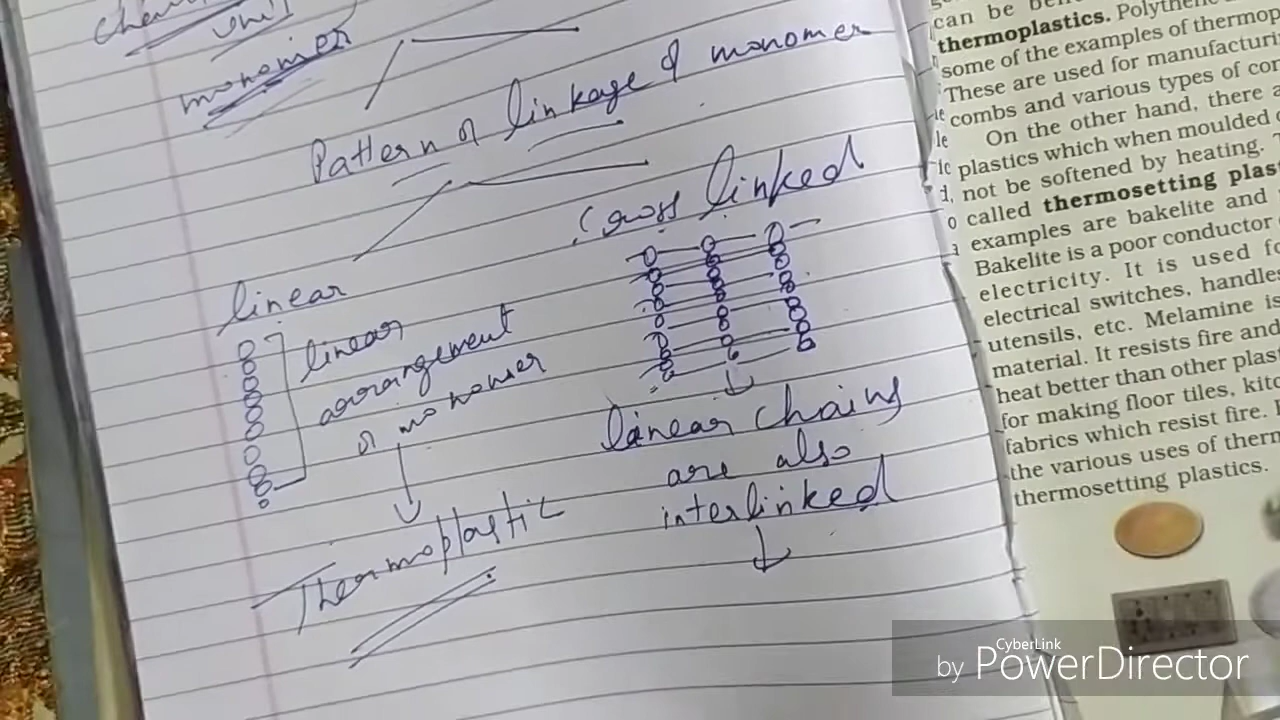 unit
monomer
Pattern of linkage of monomer
linear
Cross linked
linear
arrangement
of monomer
Thermoplastic
linear chains
are also
interlinked
can be
thermoplastics.
some of the examples of
These are used for
combs and various types of
On the other hand, there
plastics which when moulded
not be softened by heating.
called thermosetting
examples are bakelite and
Bakelite is a poor conductor
electricity. It is used
electrical switches, handles
utensils, etc. Melamine is
material. It resists fire and
heat better than other
for making floor tiles,
fabrics which resist fire.
the various uses of
thermosetting plastics.
CyberLink
by PowerDirector